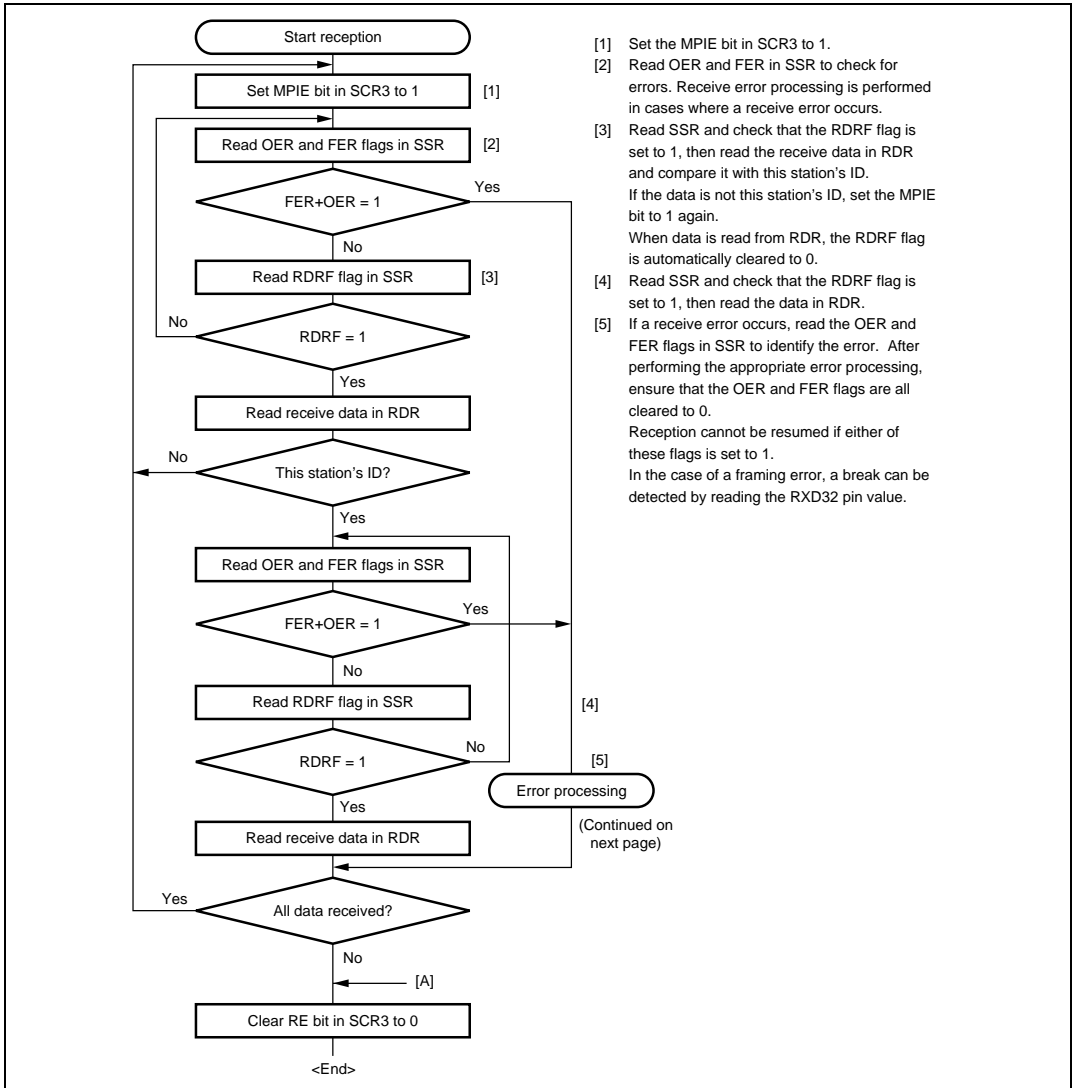 Start reception
Set MPIE bit in SCR3 to 1
[1]
Read OER and FER flags in SSR
[2]
FER+OER = 1
Yes
No
Read RDRF flag in SSR
[3]
RDRF = 1
No
Yes
Read receive data in RDR
This station's ID?
No
Yes
Read OER and FER flags in SSR
FER+OER = 1
Yes
No
Read RDRF flag in SSR
[4]
RDRF = 1
No
Yes
[5]
Error processing
(Continued on
next page)
Read receive data in RDR
All data received?
Yes
No
[A]
Clear RE bit in SCR3 to 0
<End>
[1] Set the MPIE bit in SCR3 to 1.
[2] Read OER and FER in SSR to check for
errors. Receive error processing is performed
in cases where a receive error occurs.
[3] Read SSR and check that the RDRF flag is
set to 1, then read the receive data in RDR
and compare it with this station's ID.
If the data is not this station's ID, set the MPIE
bit to 1 again.
When data is read from RDR, the RDRF flag
is automatically cleared to 0.
[4] Read SSR and check that the RDRF flag is
set to 1, then read the data in RDR.
[5] If a receive error occurs, read the OER and
FER flags in SSR to identify the error. After
performing the appropriate error processing,
ensure that the OER and FER flags are all
cleared to 0.
Reception cannot be resumed if either of
these flags is set to 1.
In the case of a framing error, a break can be
detected by reading the RXD32 pin value.